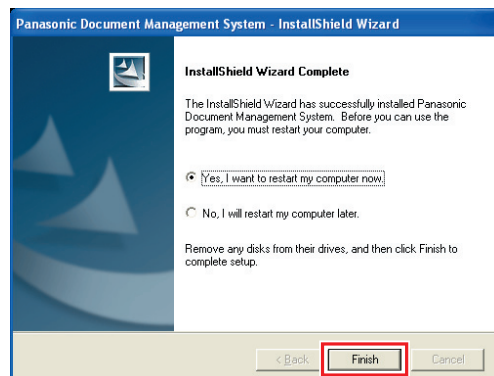 Panasonic Document Management System - InstallShield Wizard
InstallShield Wizard Complete
The InstallShield Wizard has successfully installed Panasonic
Document Management System. Before you can use the
program, you must restart your computer.
Yes, I want to restart my computer now.
No, I will restart my computer later.
Remove any disks from their drives, and then click Finish to
complete setup.
< Back Finish Cancel